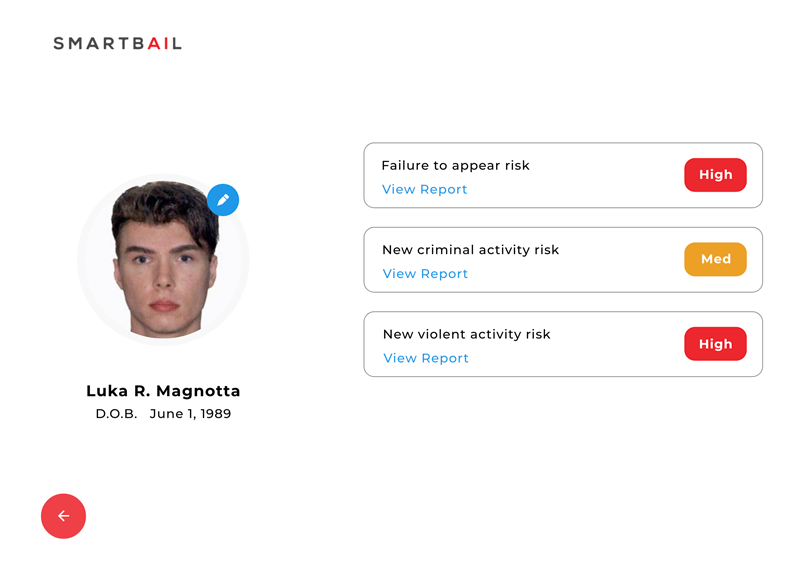 SMARTBAIL
Failure to appear risk
High
View Report
New criminal activity risk
Med
View Report
New violent activity risk
High
View Report
Luka R. Magnotta
D.O.B. June 1, 1989